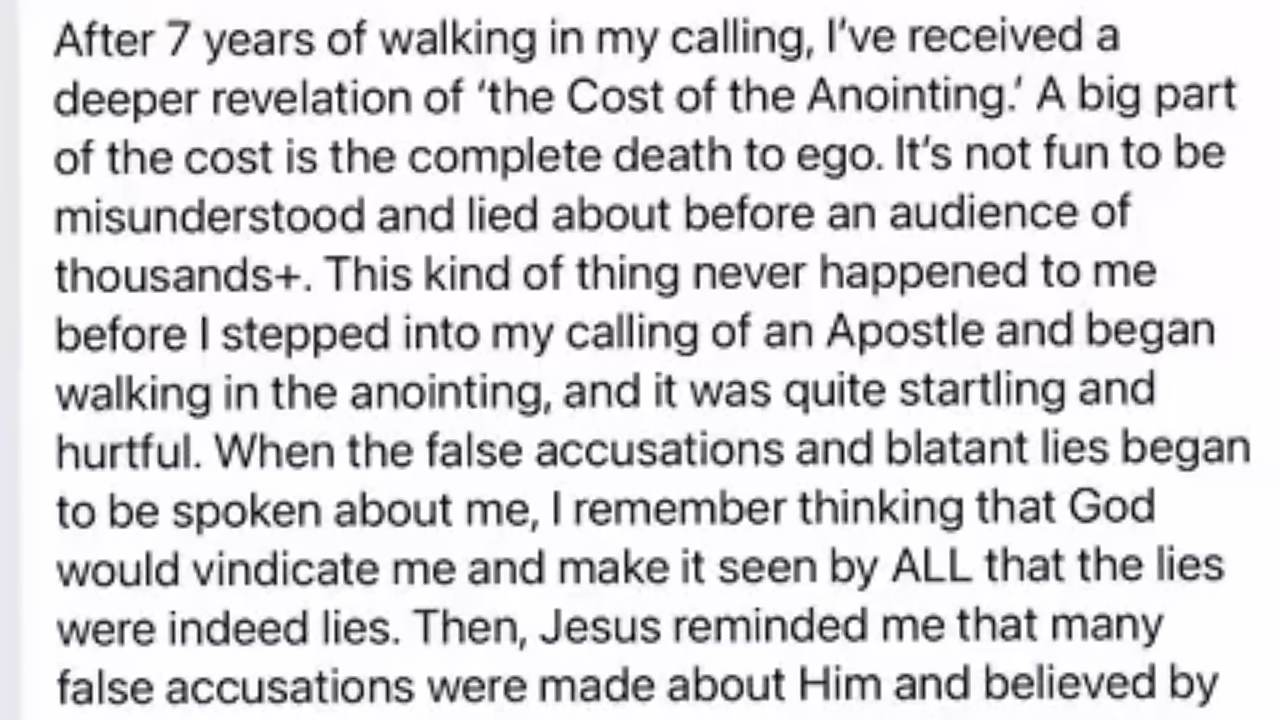 After 7 years of walking in my calling, I’ve received a
deeper revelation of ‘the Cost of the Anointing.’ A big part
of the cost is the complete death to ego. It’s not fun to be
misunderstood and lied about before an audience of
thousands+. This kind of thing never happened to me
before I stepped into my calling of an Apostle and began
walking in the anointing, and it was quite startling and
hurtful. When the false accusations and blatant lies began
to be spoken about me, I remember thinking that God
would vindicate me and make it seen by ALL that the lies
were indeed lies. Then, Jesus reminded me that many
false accusations were made about Him and believed by